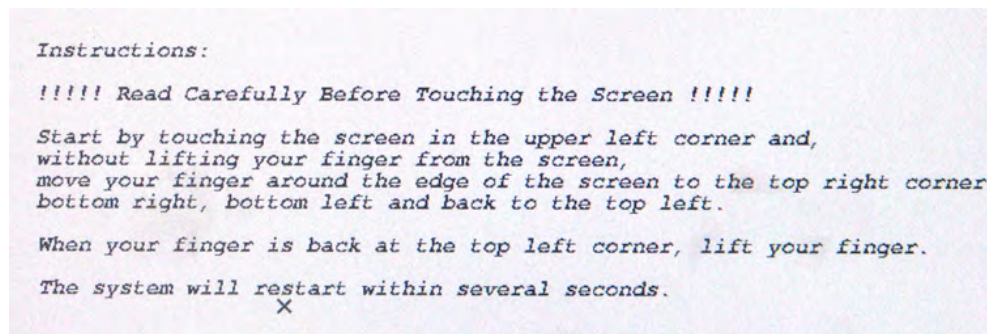 Instructions:
!!!!! Read Carefully Before Touching the Screen !!!!!
Start by touching the screen in the upper left corner and,
without lifting your finger from the screen,
move your finger around the edge of the screen to the top right corner
bottom right, bottom left and back to the top left.
When your finger is back at the top left corner, lift your finger.
The system will restart within several seconds.